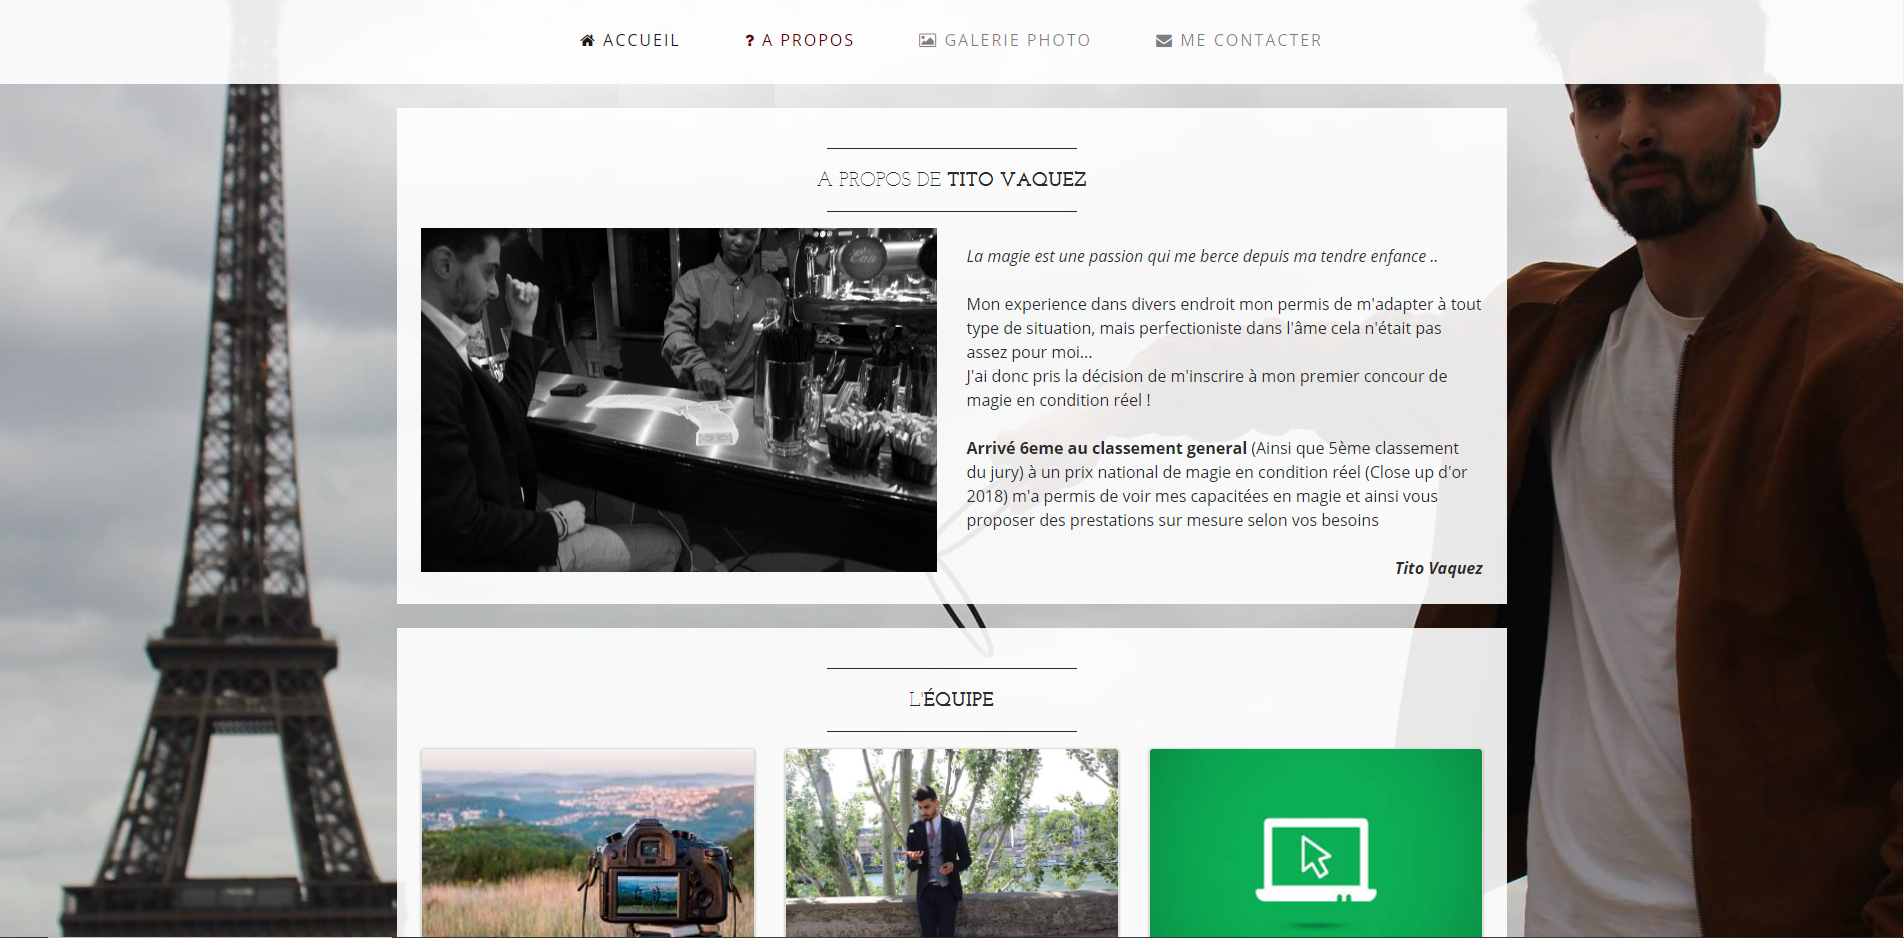 ACCUEIL
? A PROPOS
GALERIE PHOTO
ME CONTACTER
A PROPOS DE TITO VAQUEZ
La magie est une passion qui me berce depuis ma tendre enfance ..
Mon experience dans divers endroit mon permis de m'adapter à tout
type de situation, mais perfectioniste dans l'âme cela n'était pas
assez pour moi...
J'ai donc pris la décision de m'inscrire à mon premier concour de
magie en condition réel !
Arrivé 6eme au classement general (Ainsi que 5ème classement
du jury) à un prix national de magie en condition réel (Close up d'or
2018) m'a permis de voir mes capacitées en magie et ainsi vous
proposer des prestations sur mesure selon vos besoins
Tito Vaquez
L'ÉQUIPE
Eau